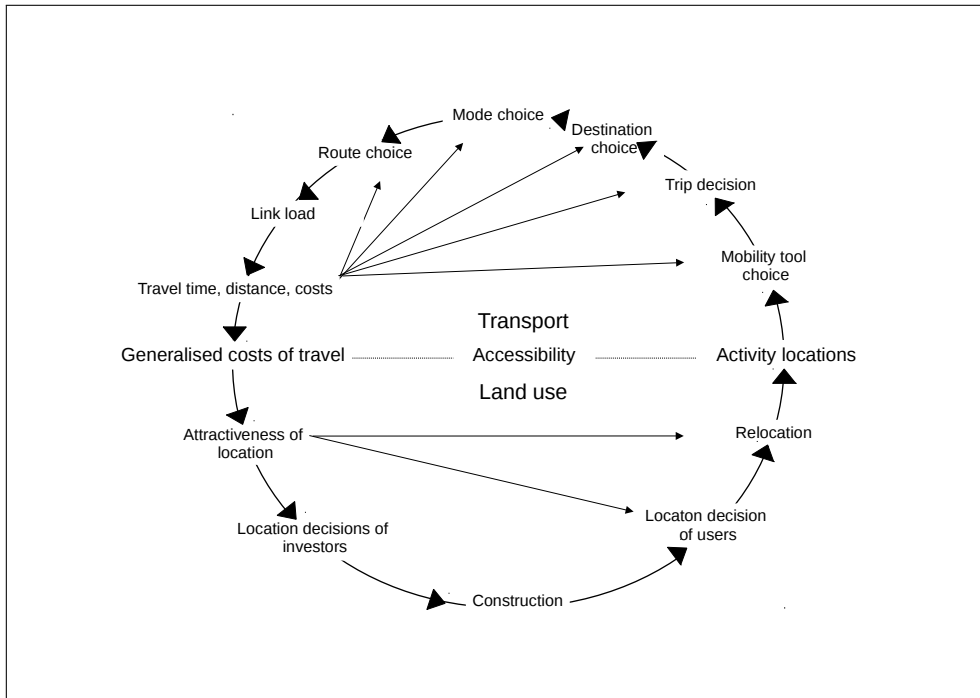 Mode choice
Destination
choice
Route choice
Trip decision
Link load
Mobility tool
choice
Travel time, distance, costs
Transport
Generalised costs of travel
Accessibility
Activity locations
Land use
Attractiveness of
location
Relocation
Locaton decision
of users
Location decisions of
investors
Construction